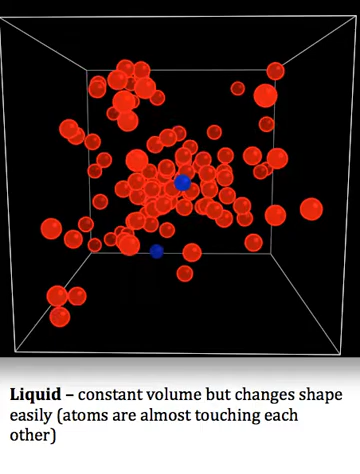 Liquid – constant volume but changes shape
easily (atoms are almost touching each
other)